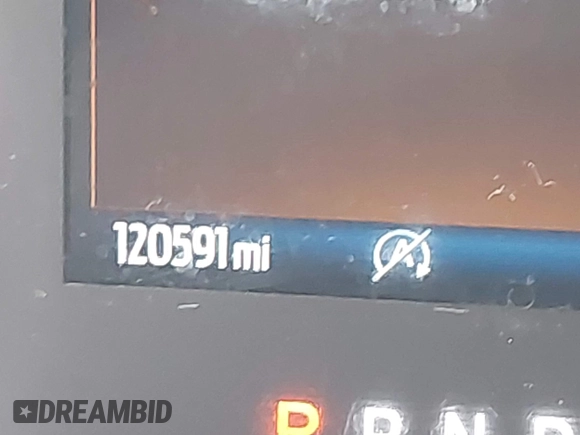 120591 mi
A
P R N D
DREAMBID